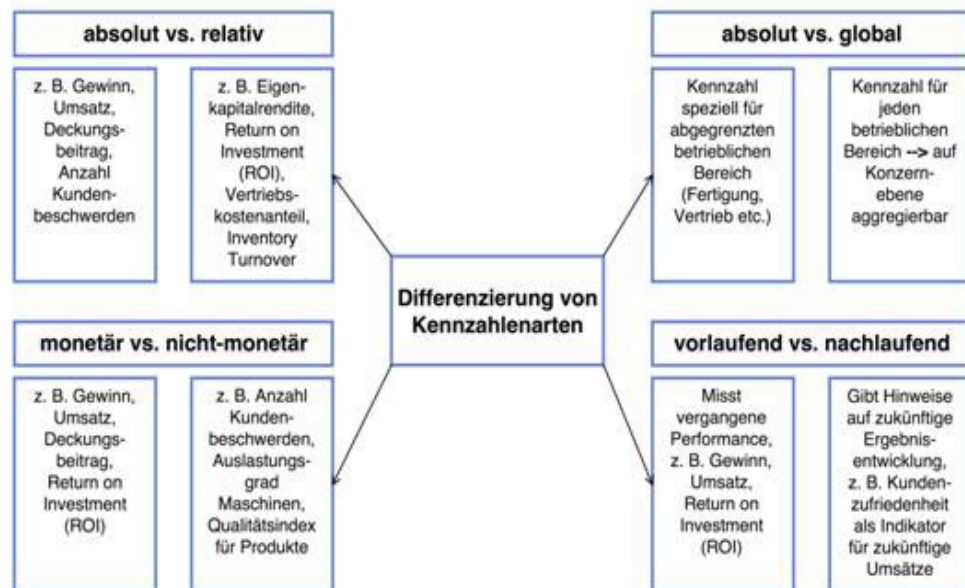 absolut vs. relativ
z. B. Gewinn,
Umsatz,
Deckungs-
beitrag,
Anzahl
Kunden-
beschwerden
z. B. Eigen-
kapitalrendite,
Return on
Investment
(ROI),
Vertriebs-
kostenanteil,
Inventory
Turnover
absolut vs. global
Kennzahl
speziell für
abgegrenzten
betrieblichen
Bereich
(Fertigung,
Vertrieb etc.)
Kennzahl für
jeden
betrieblichen
Bereich --> auf
Konzern-
ebene
aggregierbar
Differenzierung von
Kennzahlenarten
monetär vs. nicht-monetär
z. B. Gewinn,
Umsatz,
Deckungs-
beitrag,
Return on
Investment
(ROI)
z. B. Anzahl
Kunden-
beschwerden,
Auslastungs-
grad
Maschinen,
Qualitätsindex
für Produkte
vorlaufend vs. nachlaufend
Misst
vergangene
Performance,
z. B. Gewinn,
Umsatz,
Return on
Investment
(ROI)
Gibt Hinweise
auf zukünftige
Ergebnis-
entwicklung,
z. B. Kunden-
zufriedenheit
als Indikator
für zukünftige
Umsätze